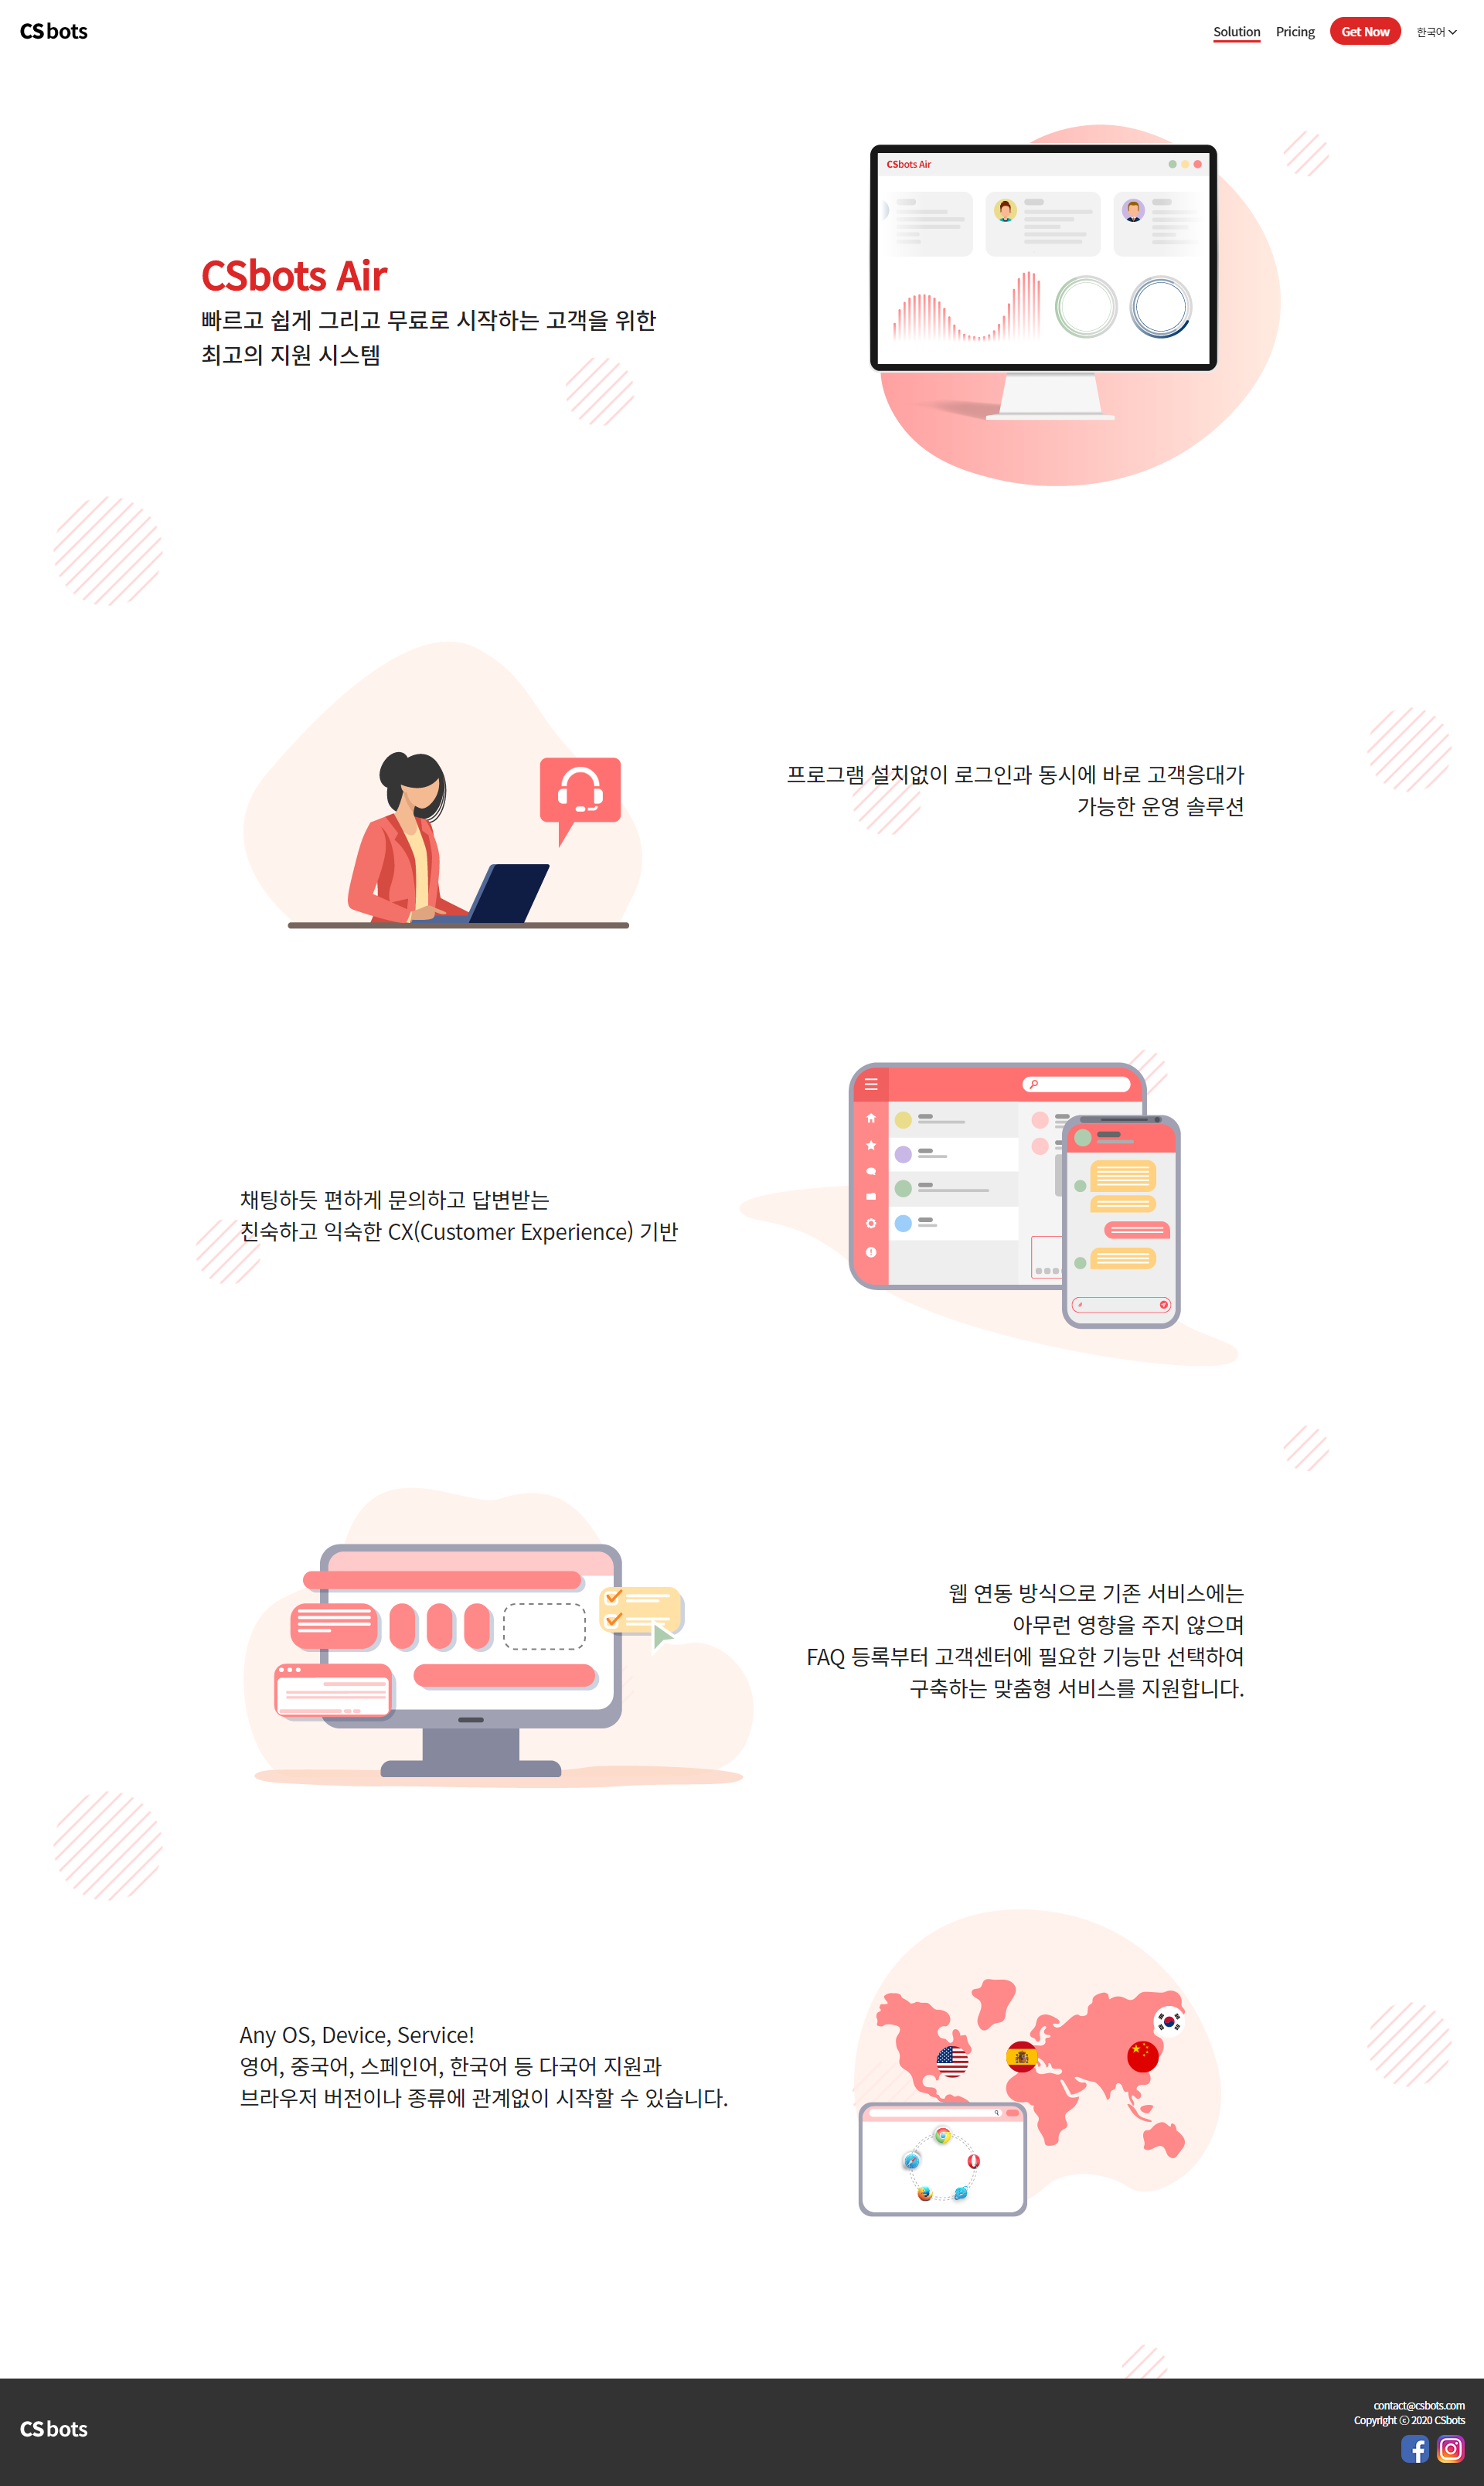 CSbots
Solution
Pricing
Get Now
한국어
CSbots Air
CSbots Air
빠르고 쉽게 그리고 무료로 시작하는 고객을 위한
최고의 지원 시스템
프로그램 설치없이 로그인과 동시에 바로 고객응대가
가능한 운영 솔루션
채팅하듯 편하게 문의하고 답변받는
친숙하고 익숙한 CX(Customer Experience) 기반
웹 연동 방식으로 기존 서비스에는
아무런 영향을 주지 않으며
FAQ 등록부터 고객센터에 필요한 기능만 선택하여
구축하는 맞춤형 서비스를 지원합니다.
Any OS, Device, Service!
영어, 중국어, 스페인어, 한국어 등 다국어 지원과
브라우저 버전이나 종류에 관계없이 시작할 수 있습니다.
CSbots
contact@csbots.com
Copyright ⓒ 2020 CSbots